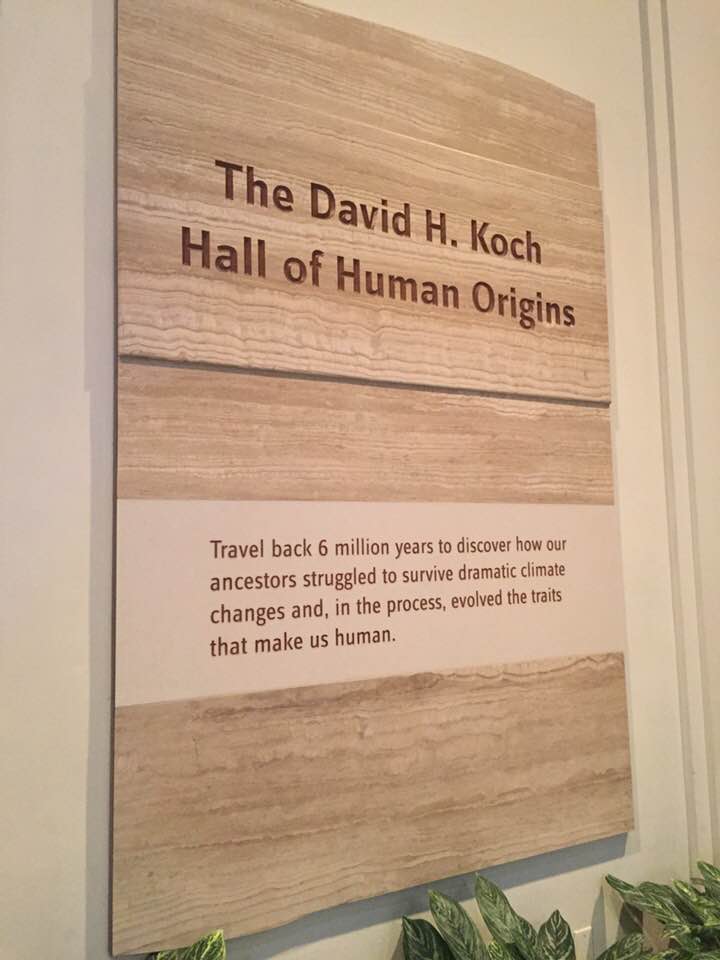 The David H. Koch
Hall of Human Origins
Travel back 6 million years to discover how our
ancestors struggled to survive dramatic climate
changes and, in the process, evolved the traits
that make us human.